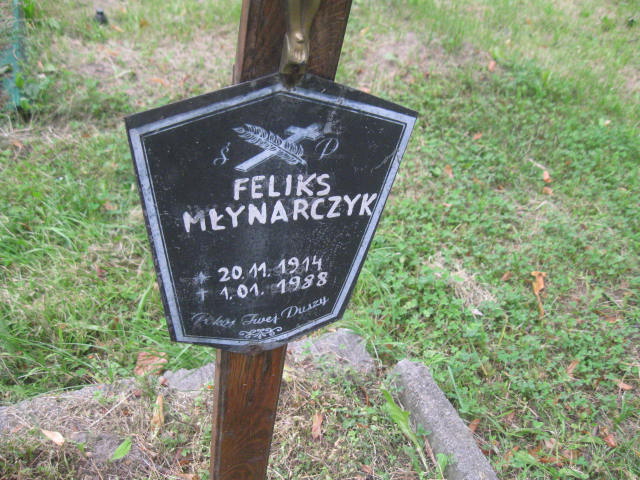 Ś P
FELIKS
MŁYNARCZYK
* 20.11.1914
+ 1.01.1988
Pokój Twej Duszy